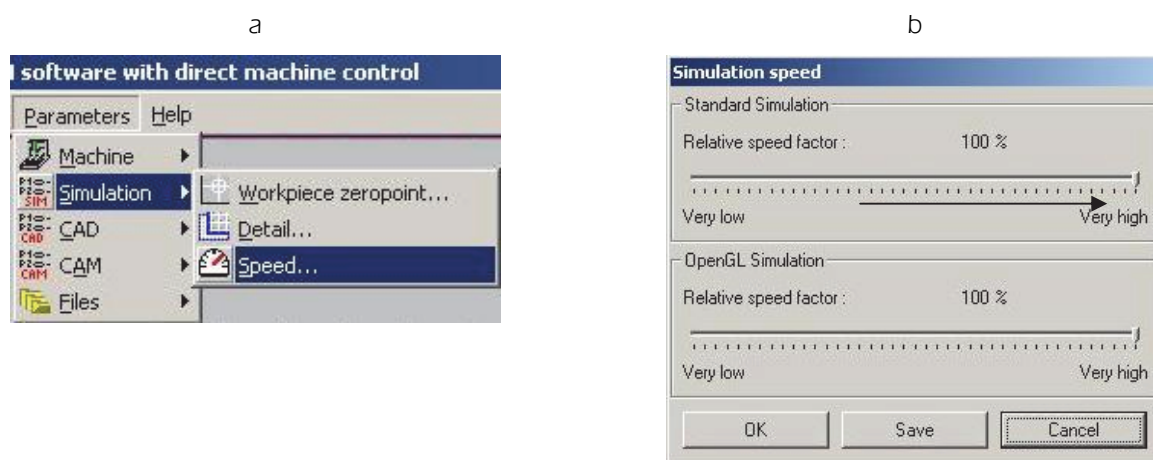 a
b
l software with direct machine control
Parameters Help
Machine
Simulation
CAD
CAM
Files
Workpiece zeropoint...
Detail...
Speed...
Simulation speed
Standard Simulation
Relative speed factor : 100 %
Very low Very high
OpenGL Simulation
Relative speed factor : 100 %
Very low Very high
OK Save Cancel